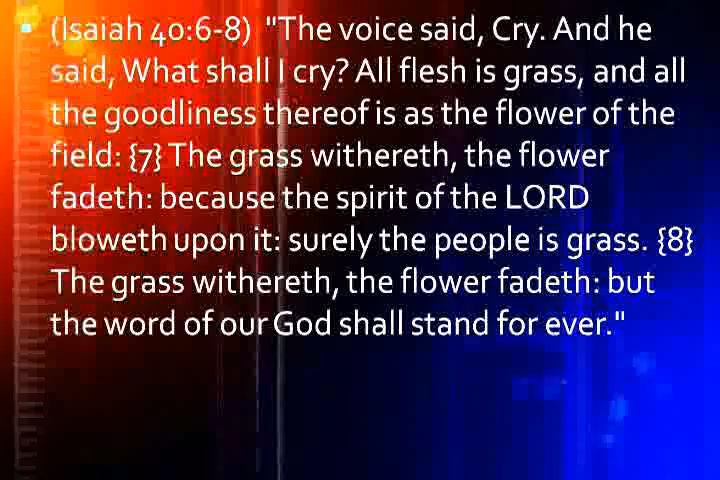 (Isaiah 40:6-8) "The voice said, Cry. And he
said, What shall I cry? All flesh is grass, and all
the goodliness thereof is as the flower of the
field: {7} The grass withereth, the flower
fadeth: because the spirit of the LORD
bloweth upon it: surely the people is grass. {8}
The grass withereth, the flower fadeth: but
the word of our God shall stand for ever."